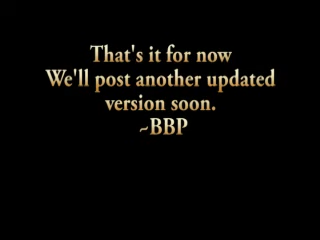 That's it for now
We'll post another updated
version soon.
~BBP